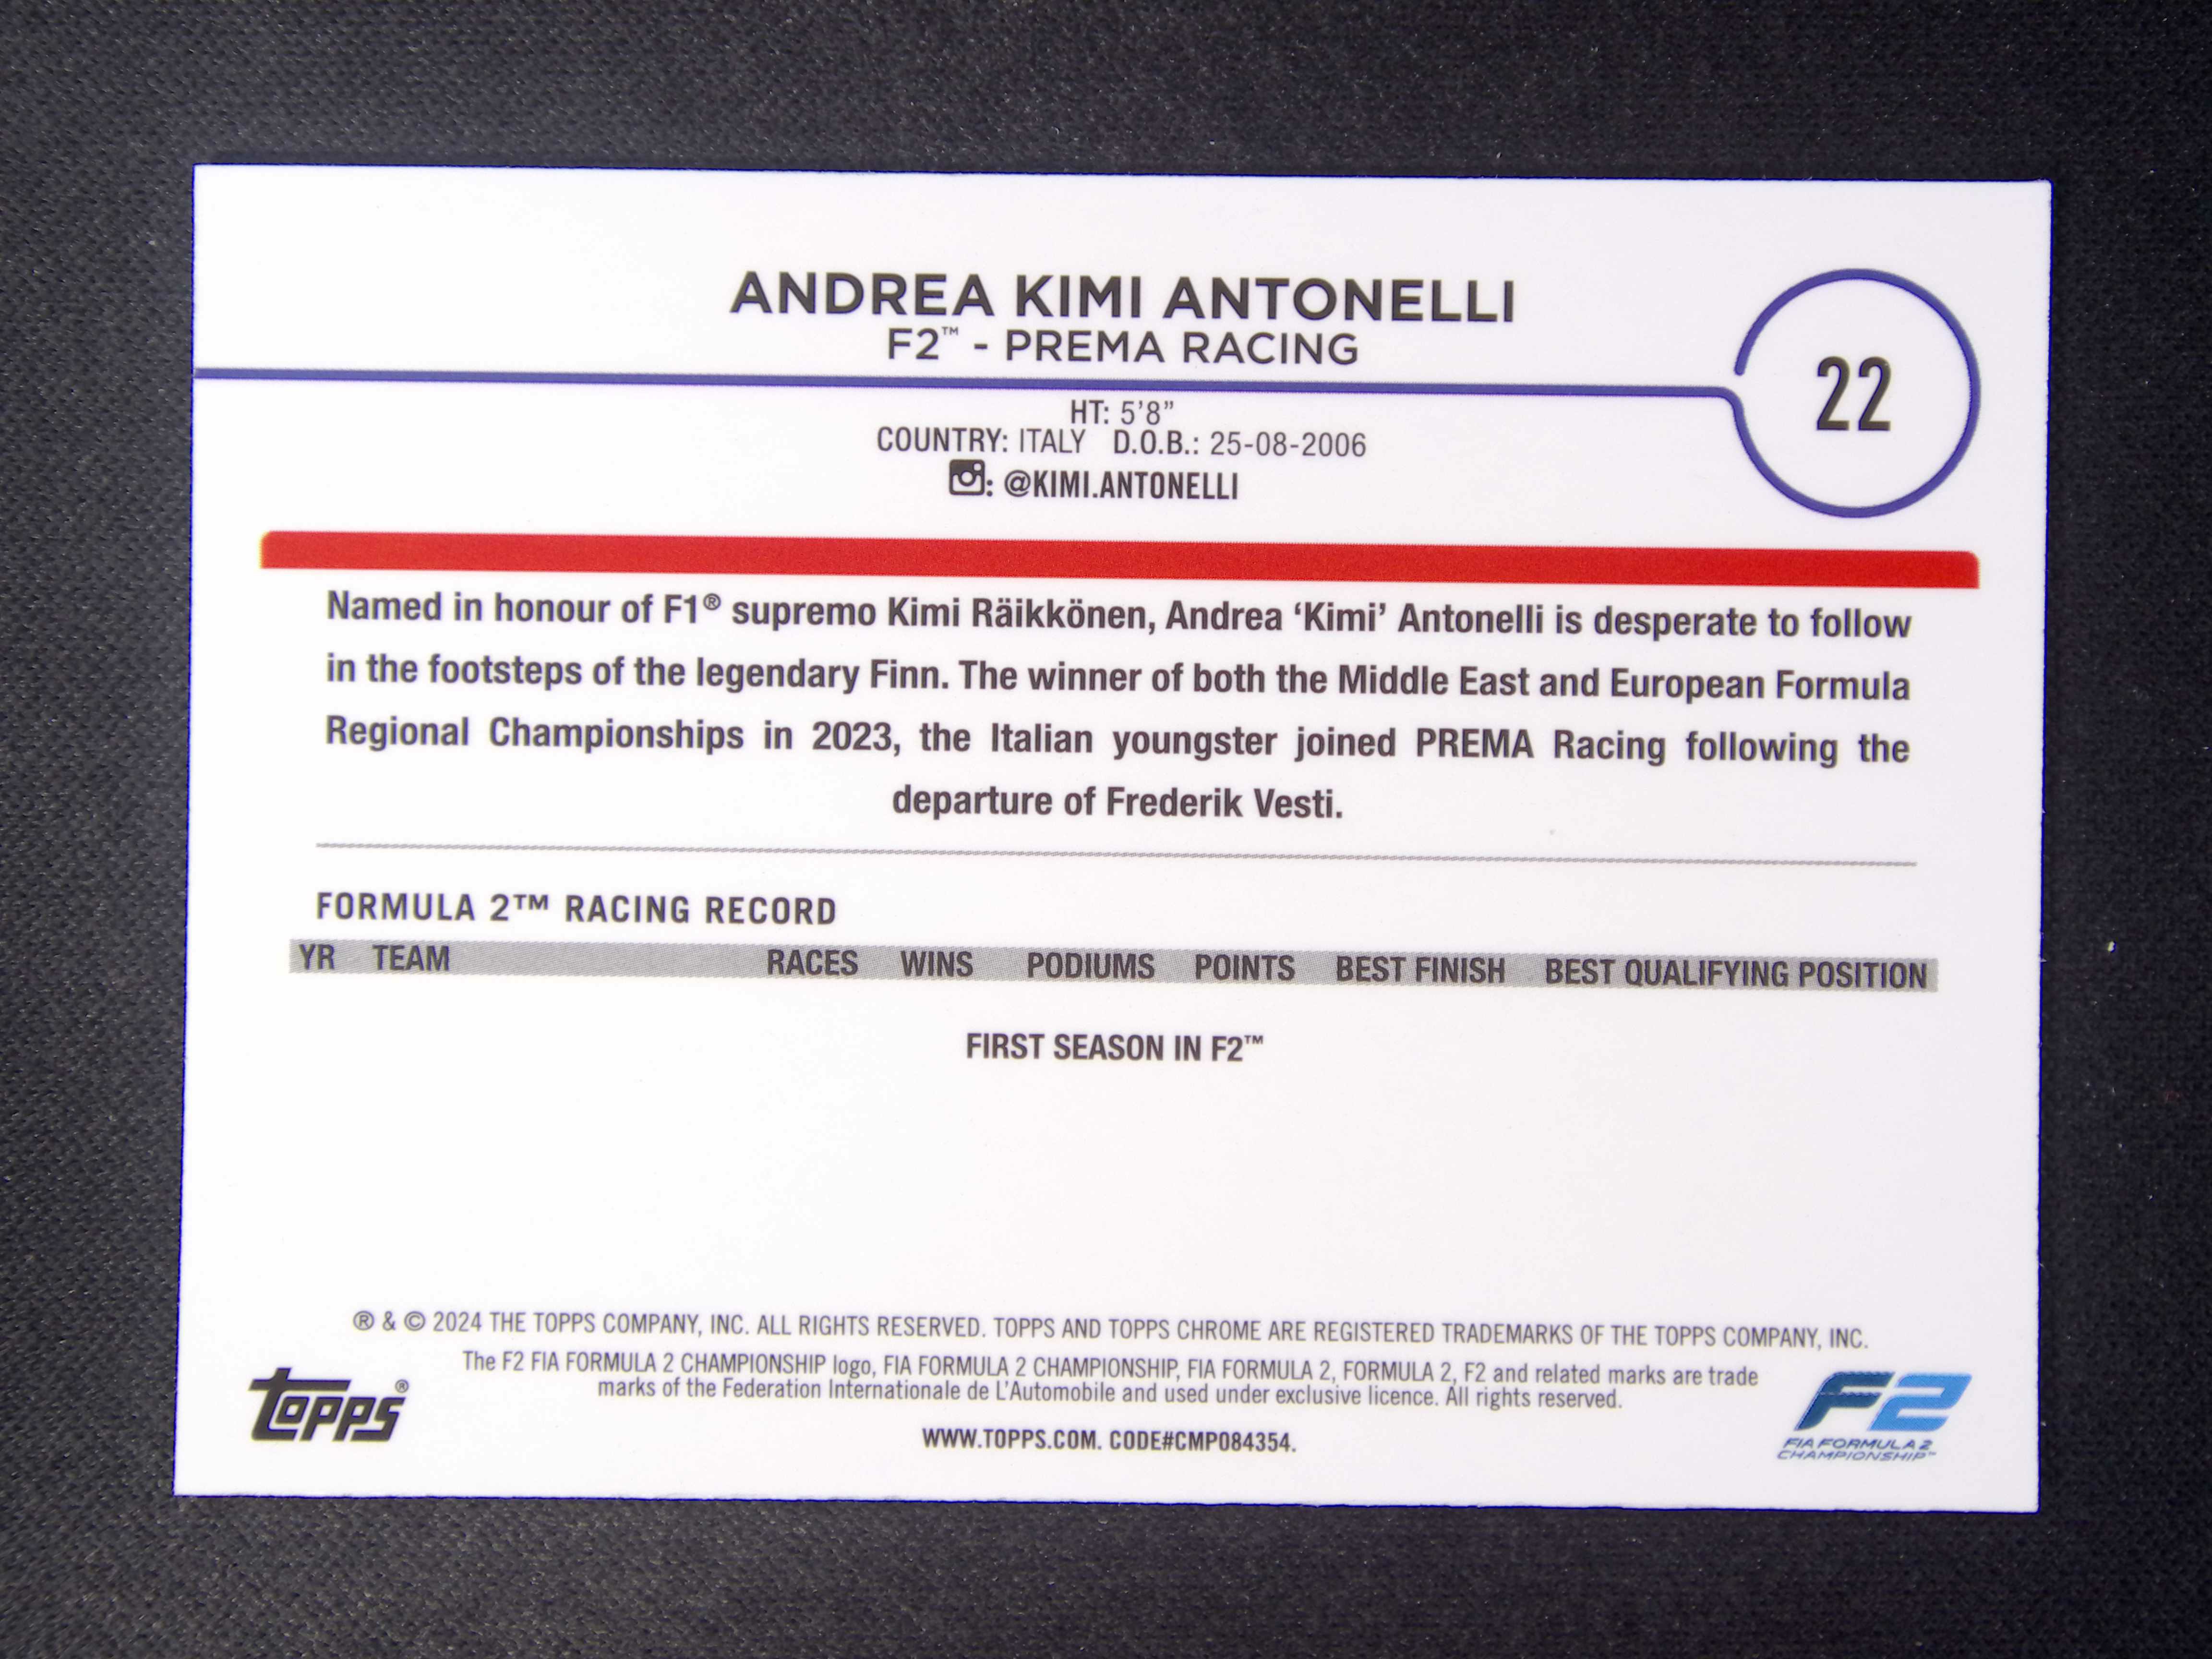 ANDREA KIMI ANTONELLI
F2™ - PREMA RACING
22
HT: 5'8"
COUNTRY: ITALY D.O.B.: 25-08-2006
: @KIMI.ANTONELLI
Named in honour of F1® supremo Kimi Räikkönen, Andrea ‘Kimi’ Antonelli is desperate to follow
in the footsteps of the legendary Finn. The winner of both the Middle East and European Formula
Regional Championships in 2023, the Italian youngster joined PREMA Racing following the
departure of Frederik Vesti.
FORMULA 2™ RACING RECORD
YR TEAM RACES WINS PODIUMS POINTS BEST FINISH BEST QUALIFYING POSITION
FIRST SEASON IN F2™
® & © 2024 THE TOPPS COMPANY, INC. ALL RIGHTS RESERVED. TOPPS AND TOPPS CHROME ARE REGISTERED TRADEMARKS OF THE TOPPS COMPANY, INC.
The F2 FIA FORMULA 2 CHAMPIONSHIP logo, FIA FORMULA 2 CHAMPIONSHIP, FIA FORMULA 2, FORMULA 2, F2 and related marks are trade
marks of the Federation Internationale de L'Automobile and used under exclusive licence. All rights reserved.
WWW.TOPPS.COM. CODE#CMP084354.
topps®
F2
FIA FORMULA 2
CHAMPIONSHIP™